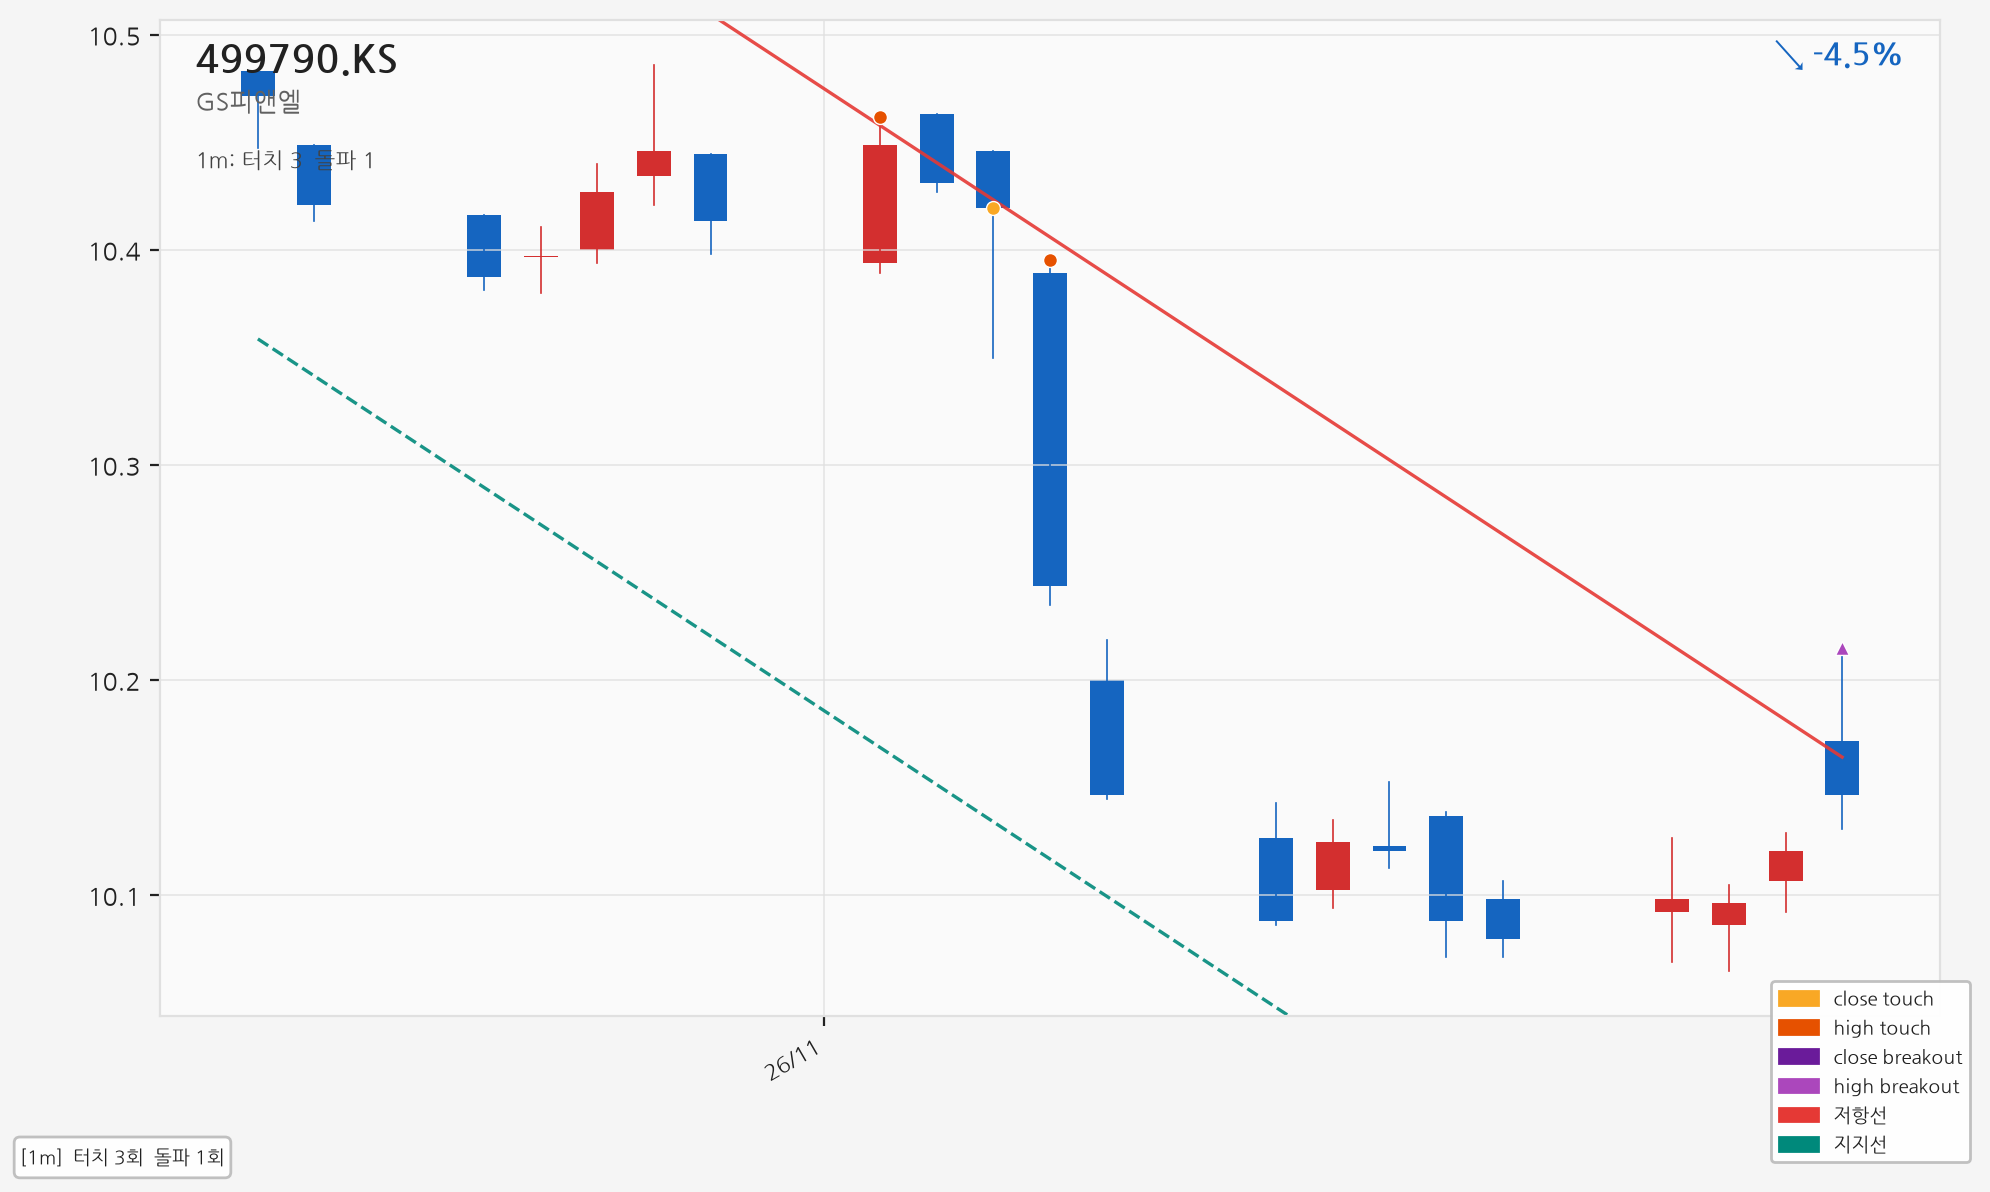 499790.KS
GS피앤엘
1m: 터치 3 돌파 1
-4.5%
10.5
10.4
10.3
10.2
10.1
26/11
close touch
high touch
close breakout
high breakout
저항선
지지선
[1m] 터치 3회 돌파 1회